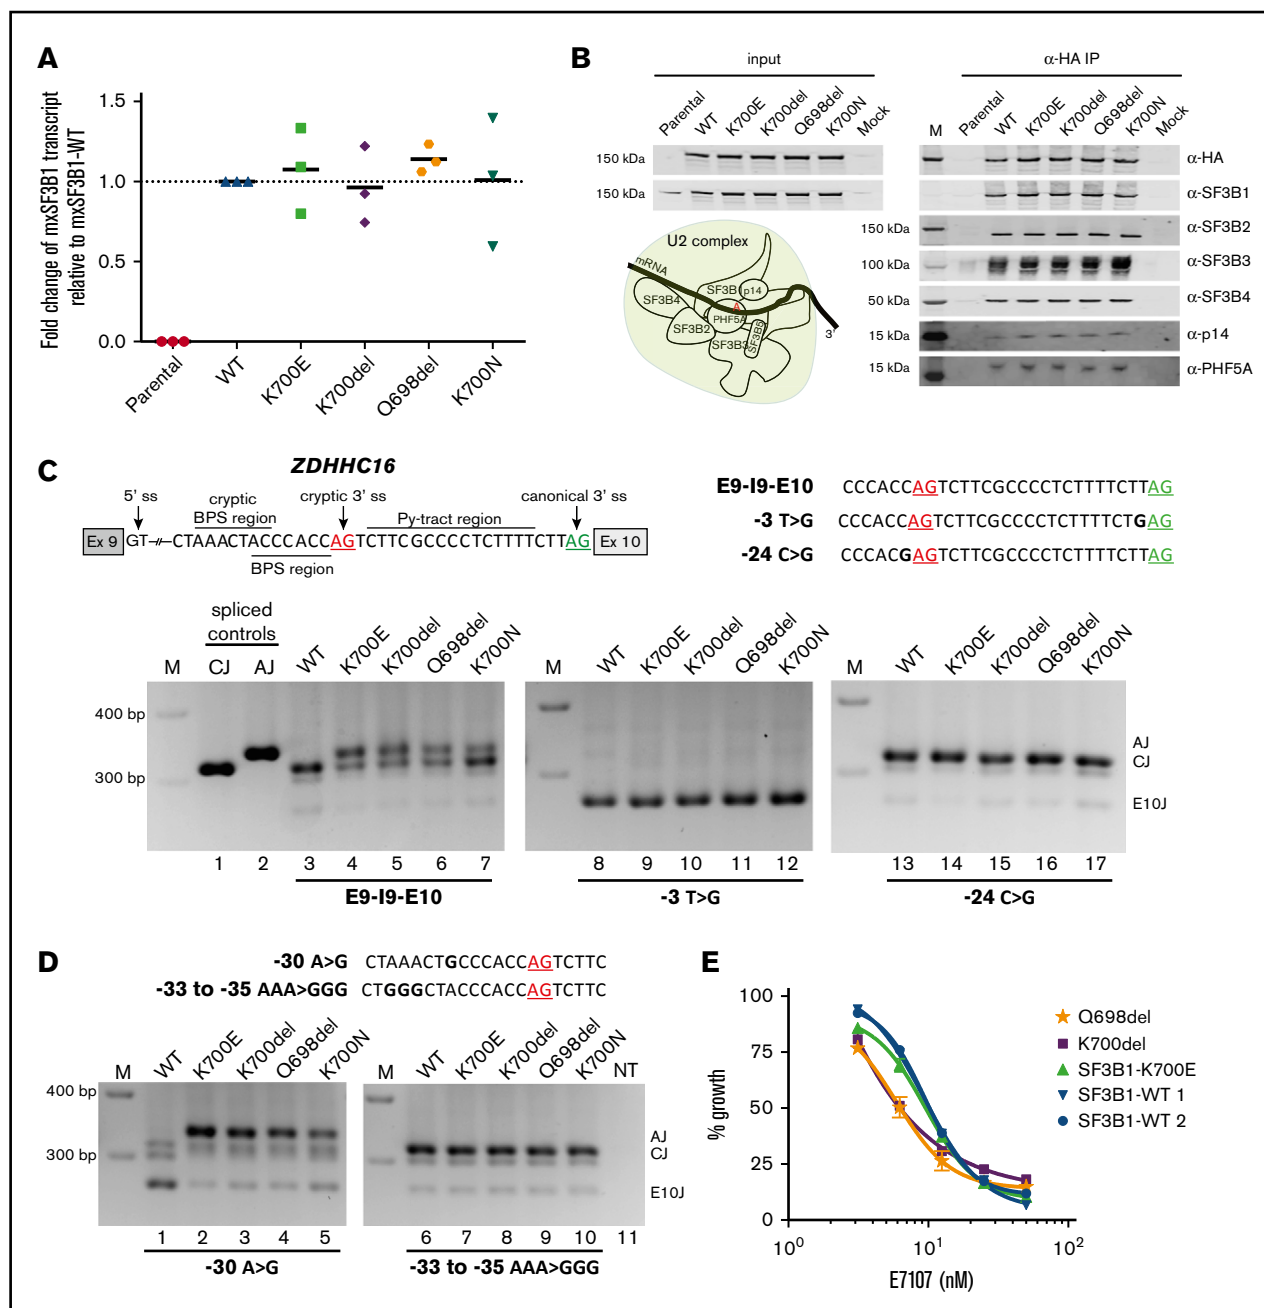 A
Fold change of mxSF3B1 transcript
relative to mxSF3B1-WT
1.5
1.0
0.5
0.0
Parental
WT
K700E
K700del
Q698del
K700N
B
input
α-HA IP
Parental
WT
K700E
K700del
Q698del
K700N
Mock
M
Parental
WT
K700E
K700del
Q698del
K700N
Mock
150 kDa
150 kDa
α-HA
α-SF3B1
150 kDa
α-SF3B2
100 kDa
α-SF3B3
50 kDa
α-SF3B4
15 kDa
α-p14
15 kDa
α-PHF5A
U2 complex
mRNA
SF3B4
SF3B
p14
A
PHF5A
SF3B2
SF3B3
SF3B5
3'
C
ZDHHC16
5' ss
cryptic
BPS region
cryptic 3' ss
canonical 3' ss
Py-tract region
Ex 9
GT
CTAAACTACCCACCAGTCTTCGCCCCTCTTTTCTTAG
Ex 10
BPS region
E9-I9-E10 CCCACCAGTCTTCGCCCCTCTTTTCTTAG
-3 T>G CCCACCAGTCTTCGCCCCTCTTTTCTGAG
-24 C>G CCCACGAGTCTTCGCCCCTCTTTTCTTAG
spliced
controls
M
CJ
AJ
WT
K700E
K700del
Q698del
K700N
M
WT
K700E
K700del
Q698del
K700N
M
WT
K700E
K700del
Q698del
K700N
400 bp
300 bp
AJ
CJ
E10J
1 2 3 4 5 6 7
8 9 10 11 12
13 14 15 16 17
E9-I9-E10
-3 T>G
-24 C>G
D
-30 A>G CTAAACTGCCCACCAGTCTTC
-33 to -35 AAA>GGG CTGGGCTACCCACCAGTCTTC
M
WT
K700E
K700del
Q698del
K700N
M
WT
K700E
K700del
Q698del
K700N
NT
400 bp
300 bp
AJ
CJ
E10J
1 2 3 4 5
6 7 8 9 10 11
-30 A>G
-33 to -35 AAA>GGG
E
% growth
100
75
50
25
0
10⁰
10¹
10²
E7107 (nM)
Q698del
K700del
SF3B1-K700E
SF3B1-WT 1
SF3B1-WT 2